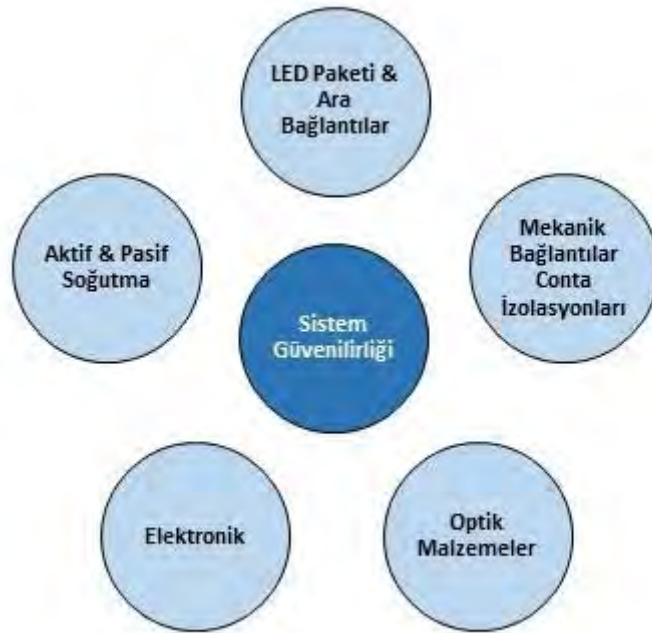 LED Paketi &
Ara
Bağlantılar
Aktif & Pasif
Soğutma
Mekanik
Bağlantılar
Conta
İzolasyonları
Sistem
Güvenilirliği
Elektronik
Optik
Malzemeler